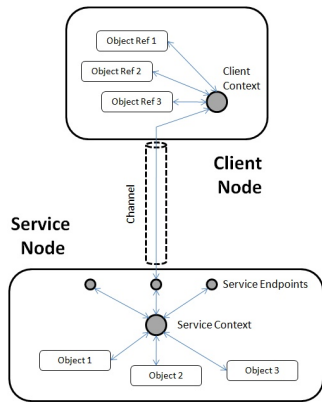 Object Ref 1
Object Ref 2
Object Ref 3
Client
Context
Client
Node
Channel
Service
Node
Service Endpoints
Service Context
Object 1
Object 2
Object 3